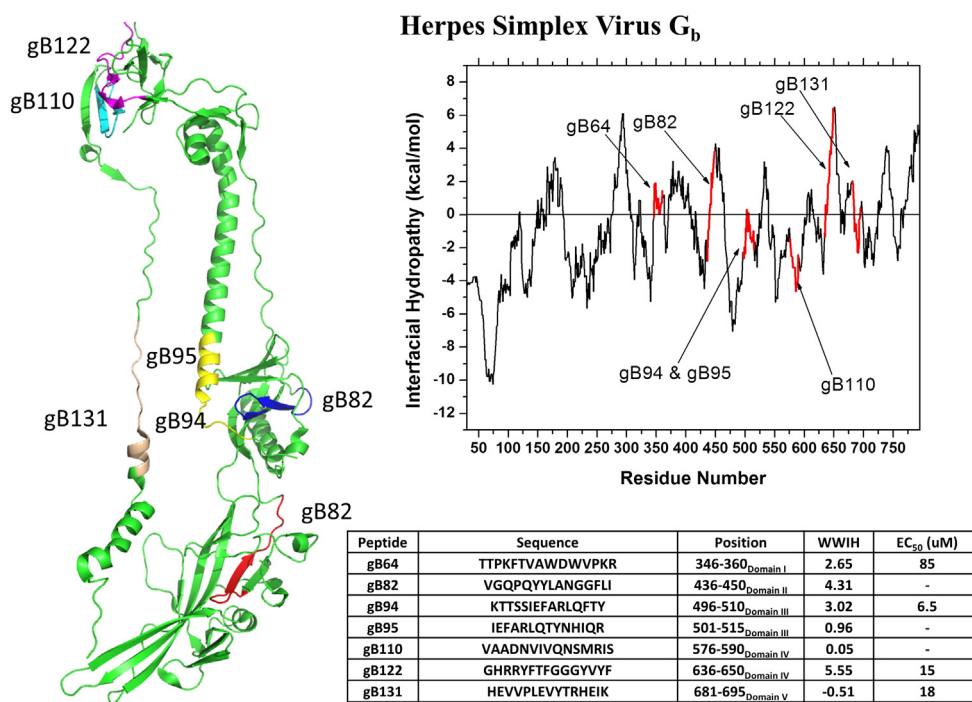 Herpes Simplex Virus Gb
gB122
gB110
gB95
gB94
gB82
gB131
gB82
8
6
4
2
0
-2
-4
-6
-8
-10
-12
Interfacial Hydropathy (kcal/mol)
gB64
gB82
gB122
gB131
gB94 & gB95
gB110
50 100 150 200 250 300 350 400 450 500 550 600 650 700 750
Residue Number
Peptide Sequence Position WWIH EC50 (uM)
gB64 TTPKFTVAWDWVPKR 346-360Domain I 2.65 85
gB82 VGQPQYYLANGGFLI 436-450Domain II 4.31 -
gB94 KTTSSIEFARLQFTY 496-510Domain III 3.02 6.5
gB95 IEFARLQTYNHIQR 501-515Domain III 0.96 -
gB110 VAADNVIVQNSMRIS 576-590Domain IV 0.05 -
gB122 GHRRYFTFGGGYVYF 636-650Domain IV 5.55 15
gB131 HEVVPLEVYTRHEIK 681-695Domain V -0.51 18